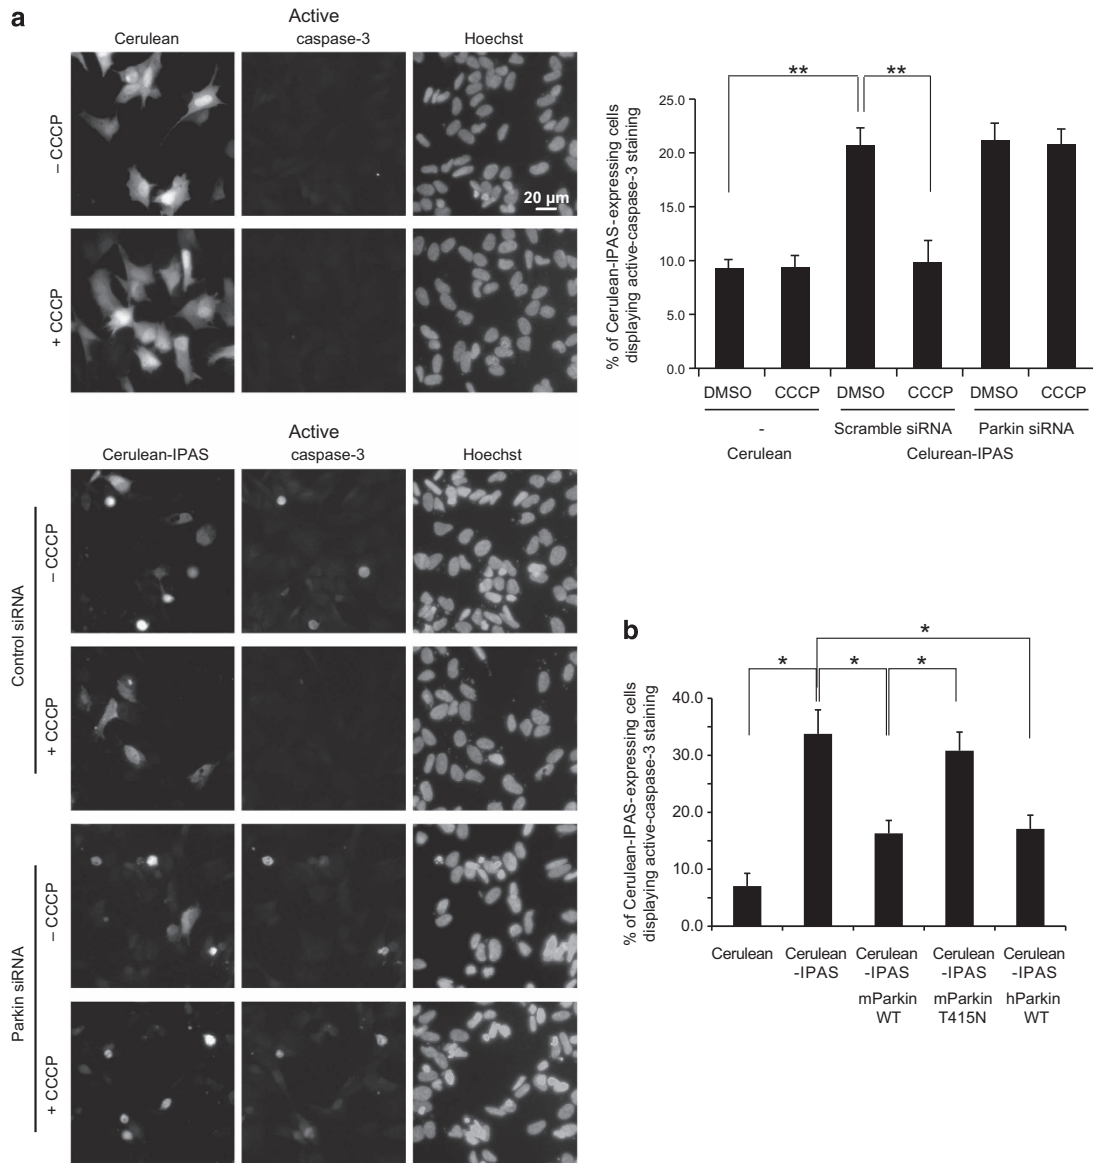 a
Active
Cerulean caspase-3 Hoechst
– CCCP
20 µm
+ CCCP
Active
Cerulean-IPAS caspase-3 Hoechst
Control siRNA
– CCCP
+ CCCP
Parkin siRNA
– CCCP
+ CCCP
% of Cerulean-IPAS-expressing cells
displaying active-caspase-3 staining
** **
25.0
20.0
15.0
10.0
5.0
0.0
DMSO CCCP DMSO CCCP DMSO CCCP
- Scramble siRNA Parkin siRNA
Cerulean Celurean-IPAS
b
% of Cerulean-IPAS-expressing cells
displaying active-caspase-3 staining
*
* * *
40.0
30.0
20.0
10.0
0.0
Cerulean Cerulean Cerulean Cerulean Cerulean
-IPAS -IPAS -IPAS -IPAS
mParkin mParkin hParkin
WT T415N WT